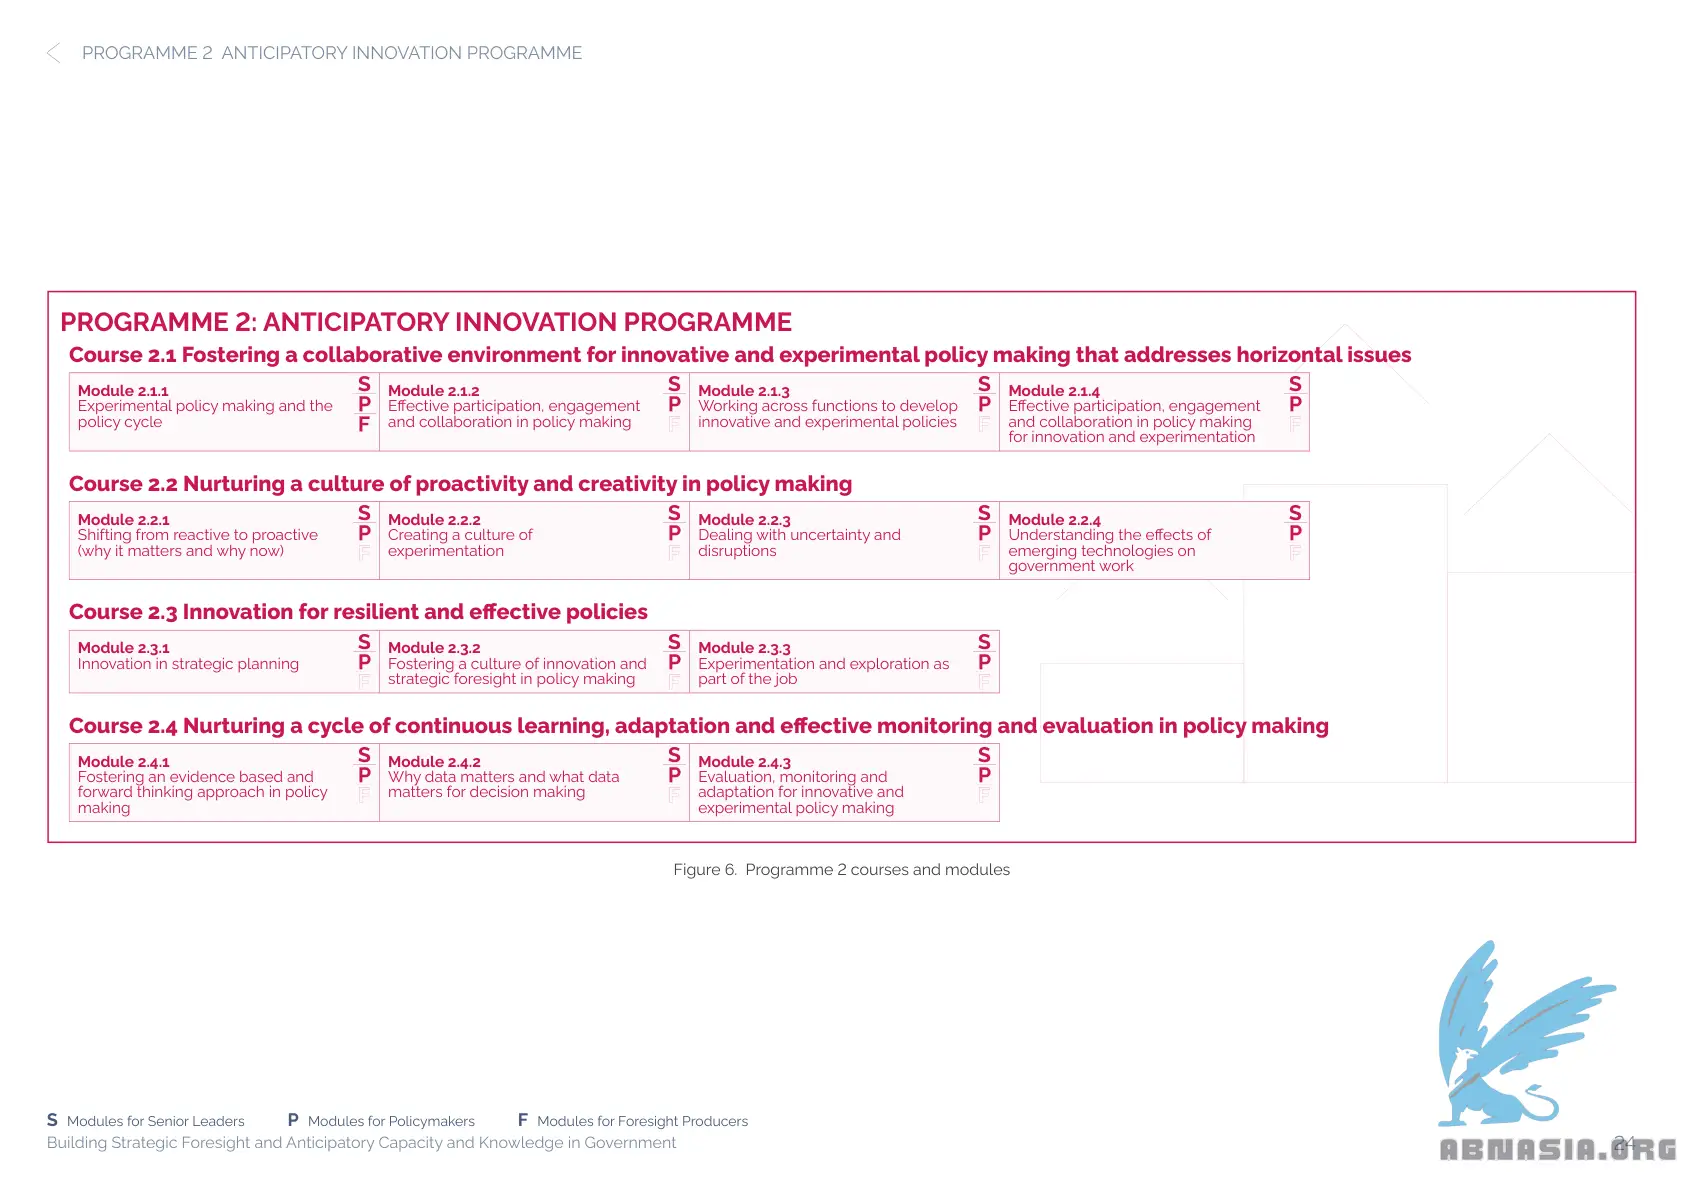 PROGRAMME 2 ANTICIPATORY INNOVATION PROGRAMME
PROGRAMME 2: ANTICIPATORY INNOVATION PROGRAMME
Course 2.1 Fostering a collaborative environment for innovative and experimental policy making that addresses horizontal issues
Module 2.1.1
Experimental policy making and the
policy cycle
S
P
F
Module 2.1.2
Effective participation, engagement
and collaboration in policy making
S
P
F
Module 2.1.3
Working across functions to develop
innovative and experimental policies
S
P
F
Module 2.1.4
Effective participation, engagement
and collaboration in policy making
for innovation and experimentation
S
P
F
Course 2.2 Nurturing a culture of proactivity and creativity in policy making
Module 2.2.1
Shifting from reactive to proactive
(why it matters and why now)
S
P
F
Module 2.2.2
Creating a culture of
experimentation
S
P
F
Module 2.2.3
Dealing with uncertainty and
disruptions
S
P
F
Module 2.2.4
Understanding the effects of
emerging technologies on
government work
S
P
F
Course 2.3 Innovation for resilient and effective policies
Module 2.3.1
Innovation in strategic planning
S
P
F
Module 2.3.2
Fostering a culture of innovation and
strategic foresight in policy making
S
P
F
Module 2.3.3
Experimentation and exploration as
part of the job
S
P
F
Course 2.4 Nurturing a cycle of continuous learning, adaptation and effective monitoring and evaluation in policy making
Module 2.4.1
Fostering an evidence based and
forward thinking approach in policy
making
S
P
F
Module 2.4.2
Why data matters and what data
matters for decision making
S
P
F
Module 2.4.3
Evaluation, monitoring and
adaptation for innovative and
experimental policy making
S
P
F
Figure 6. Programme 2 courses and modules
S Modules for Senior Leaders P Modules for Policymakers F Modules for Foresight Producers
Building Strategic Foresight and Anticipatory Capacity and Knowledge in Government
24
ABNASIA.ORG